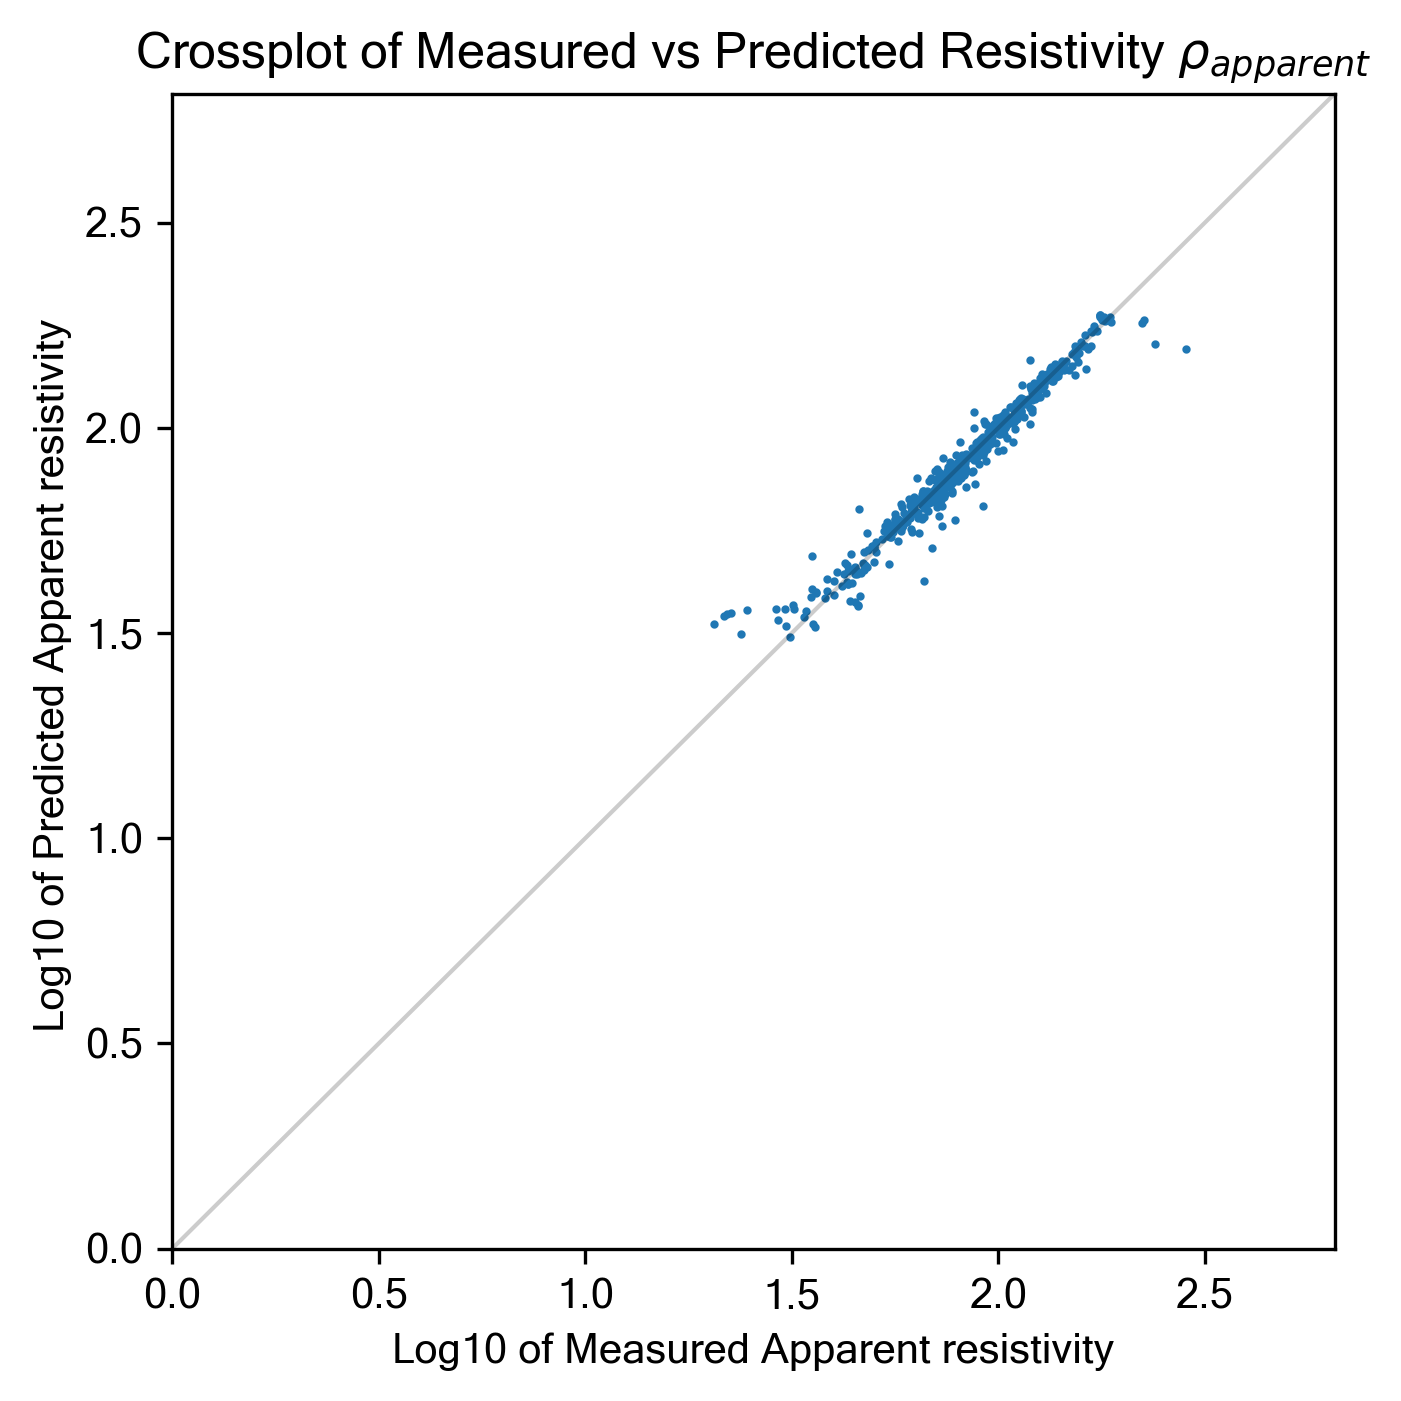 Crossplot of Measured vs Predicted Resistivity ρapparent
Log10 of Predicted Apparent resistivity
2.5
2.0
1.5
1.0
0.5
0.0
0.0 0.5 1.0 1.5 2.0 2.5
Log10 of Measured Apparent resistivity